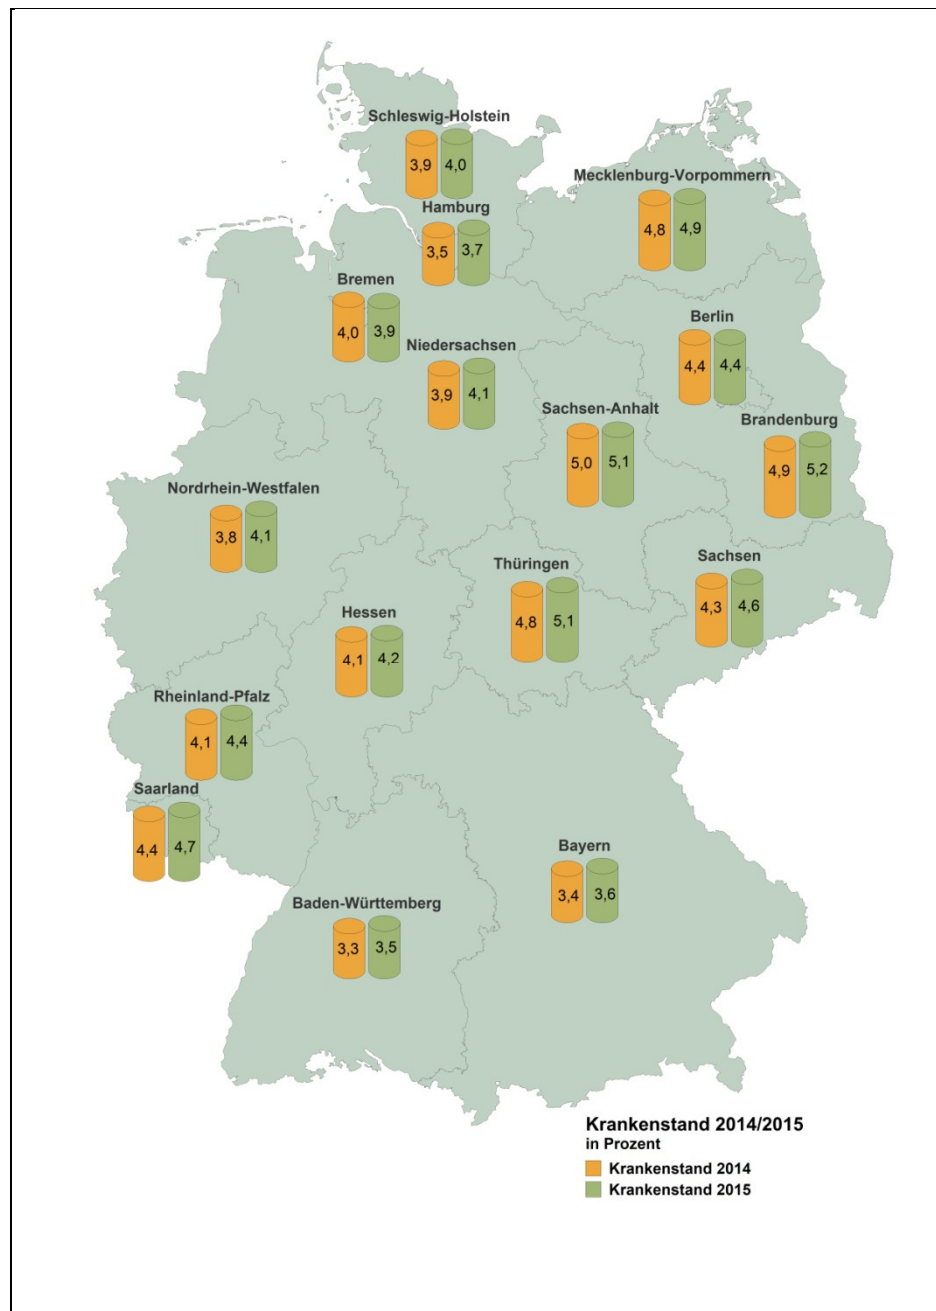 Schleswig-Holstein
3,9 4,0
Mecklenburg-Vorpommern
4,8 4,9
Hamburg
3,5 3,7
Bremen
4,0 3,9
Berlin
4,4 4,4
Niedersachsen
3,9 4,1
Sachsen-Anhalt
5,0 5,1
Brandenburg
4,9 5,2
Nordrhein-Westfalen
3,8 4,1
Thüringen
4,8 5,1
Sachsen
4,3 4,6
Hessen
4,1 4,2
Rheinland-Pfalz
4,1 4,4
Saarland
4,4 4,7
Bayern
3,4 3,6
Baden-Württemberg
3,3 3,5
Krankenstand 2014/2015
in Prozent
Krankenstand 2014
Krankenstand 2015